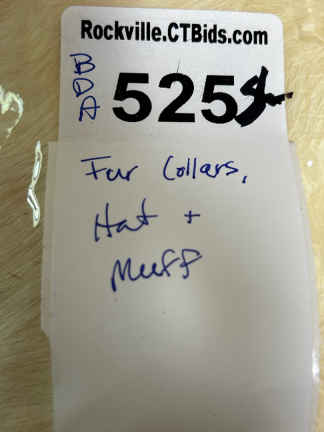 Rockville.CTBids.com
BDA
525
Fur Collars,
Hat +
Muff